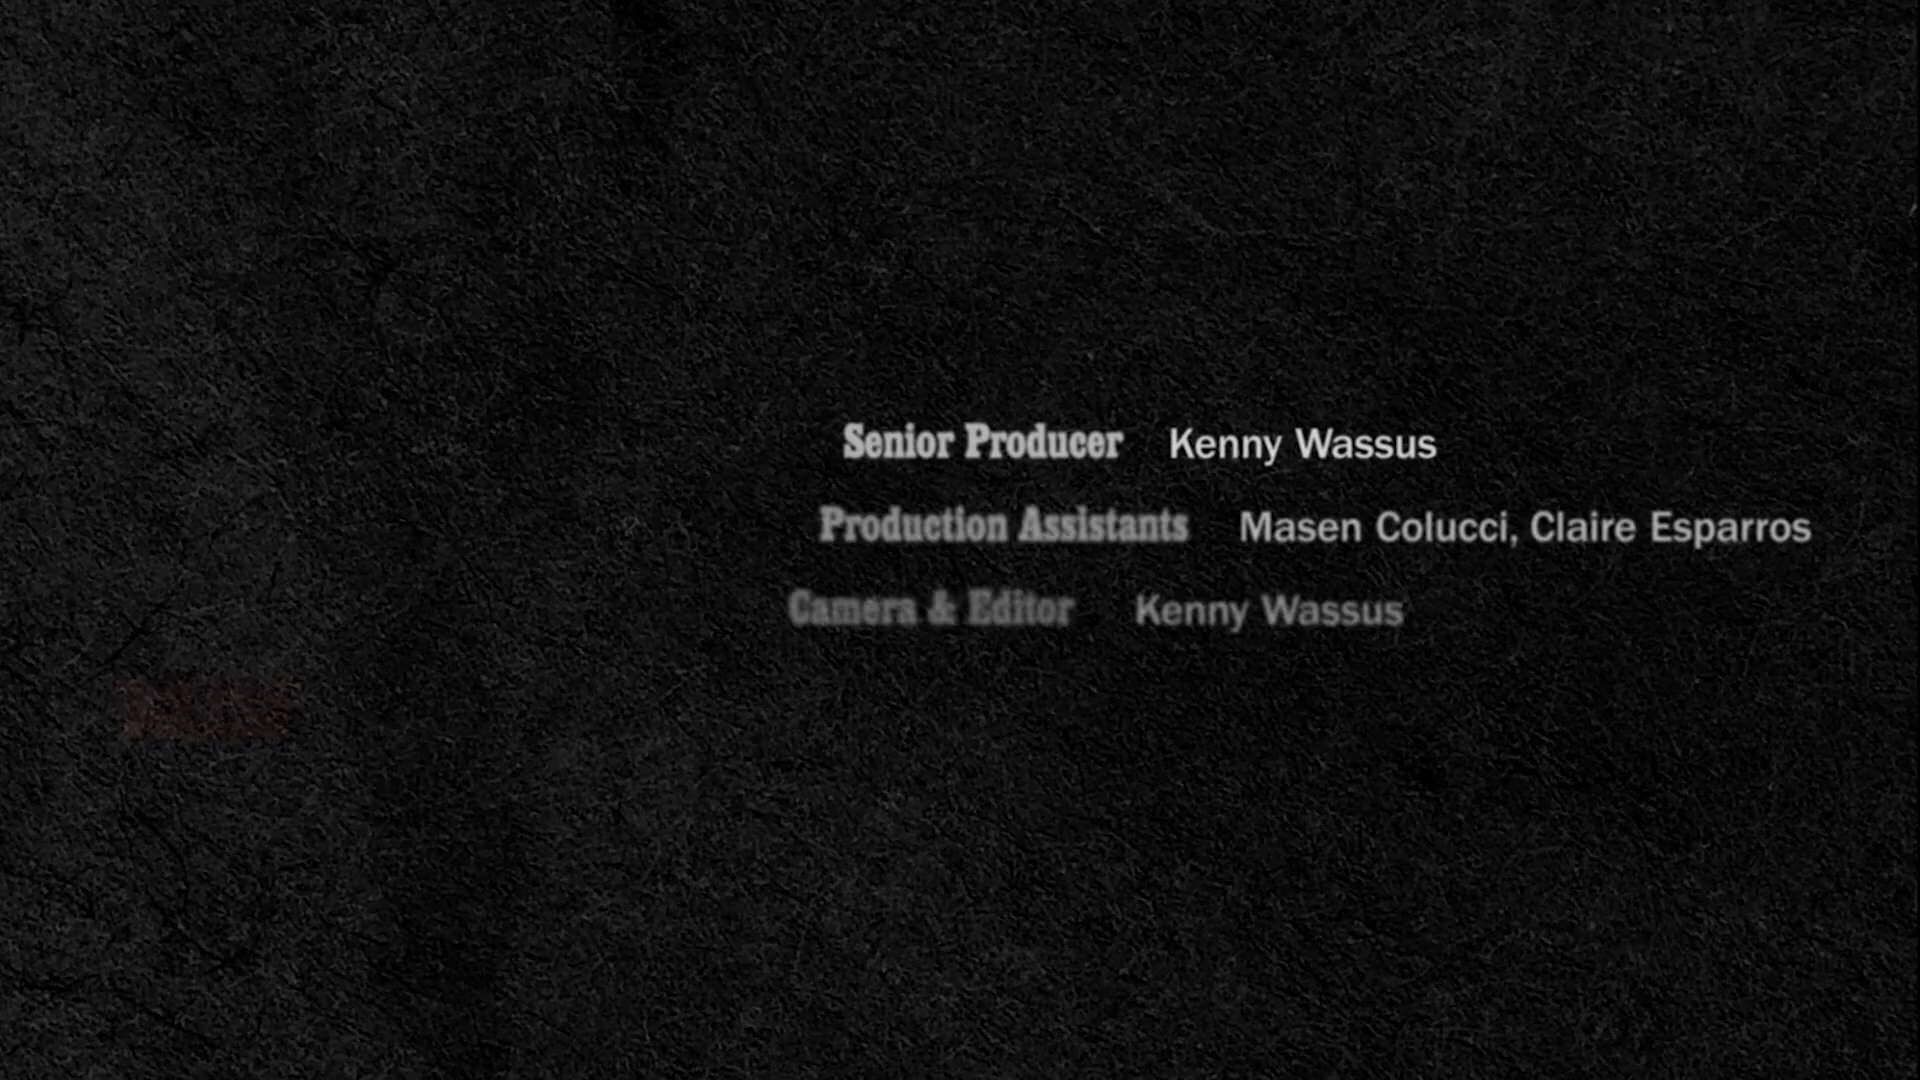 Senior Producer Kenny Wassus
Production Assistants Masen Colucci, Claire Esparros
Camera & Editor Kenny Wassus